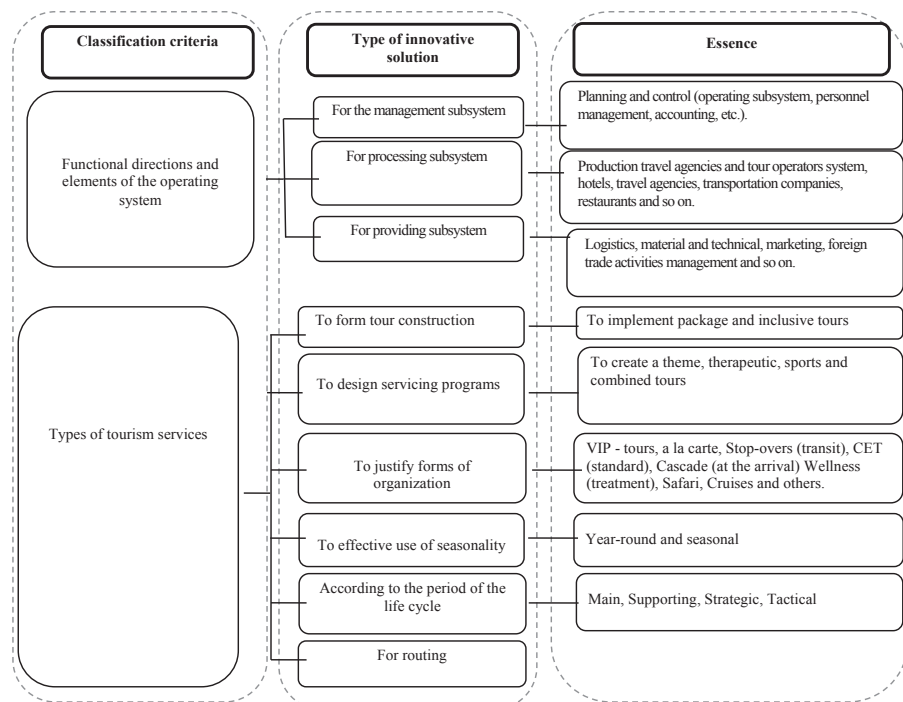 Classification criteria
Type of innovative
solution
Essence
Functional directions and
elements of the operating
system
For the management subsystem
Planning and control (operating subsystem, personnel
management, accounting, etc.).
For processing subsystem
Production travel agencies and tour operators system,
hotels, travel agencies, transportation companies,
restaurants and so on.
For providing subsystem
Logistics, material and technical, marketing, foreign
trade activities management and so on.
Types of tourism services
To form tour construction
To implement package and inclusive tours
To design servicing programs
To create a theme, therapeutic, sports and
combined tours
To justify forms of
organization
VIP - tours, a la carte, Stop-overs (transit), CET
(standard), Cascade (at the arrival) Wellness
(treatment), Safari, Cruises and others.
To effective use of seasonality
Year-round and seasonal
According to the period of the
life cycle
Main, Supporting, Strategic, Tactical
For routing